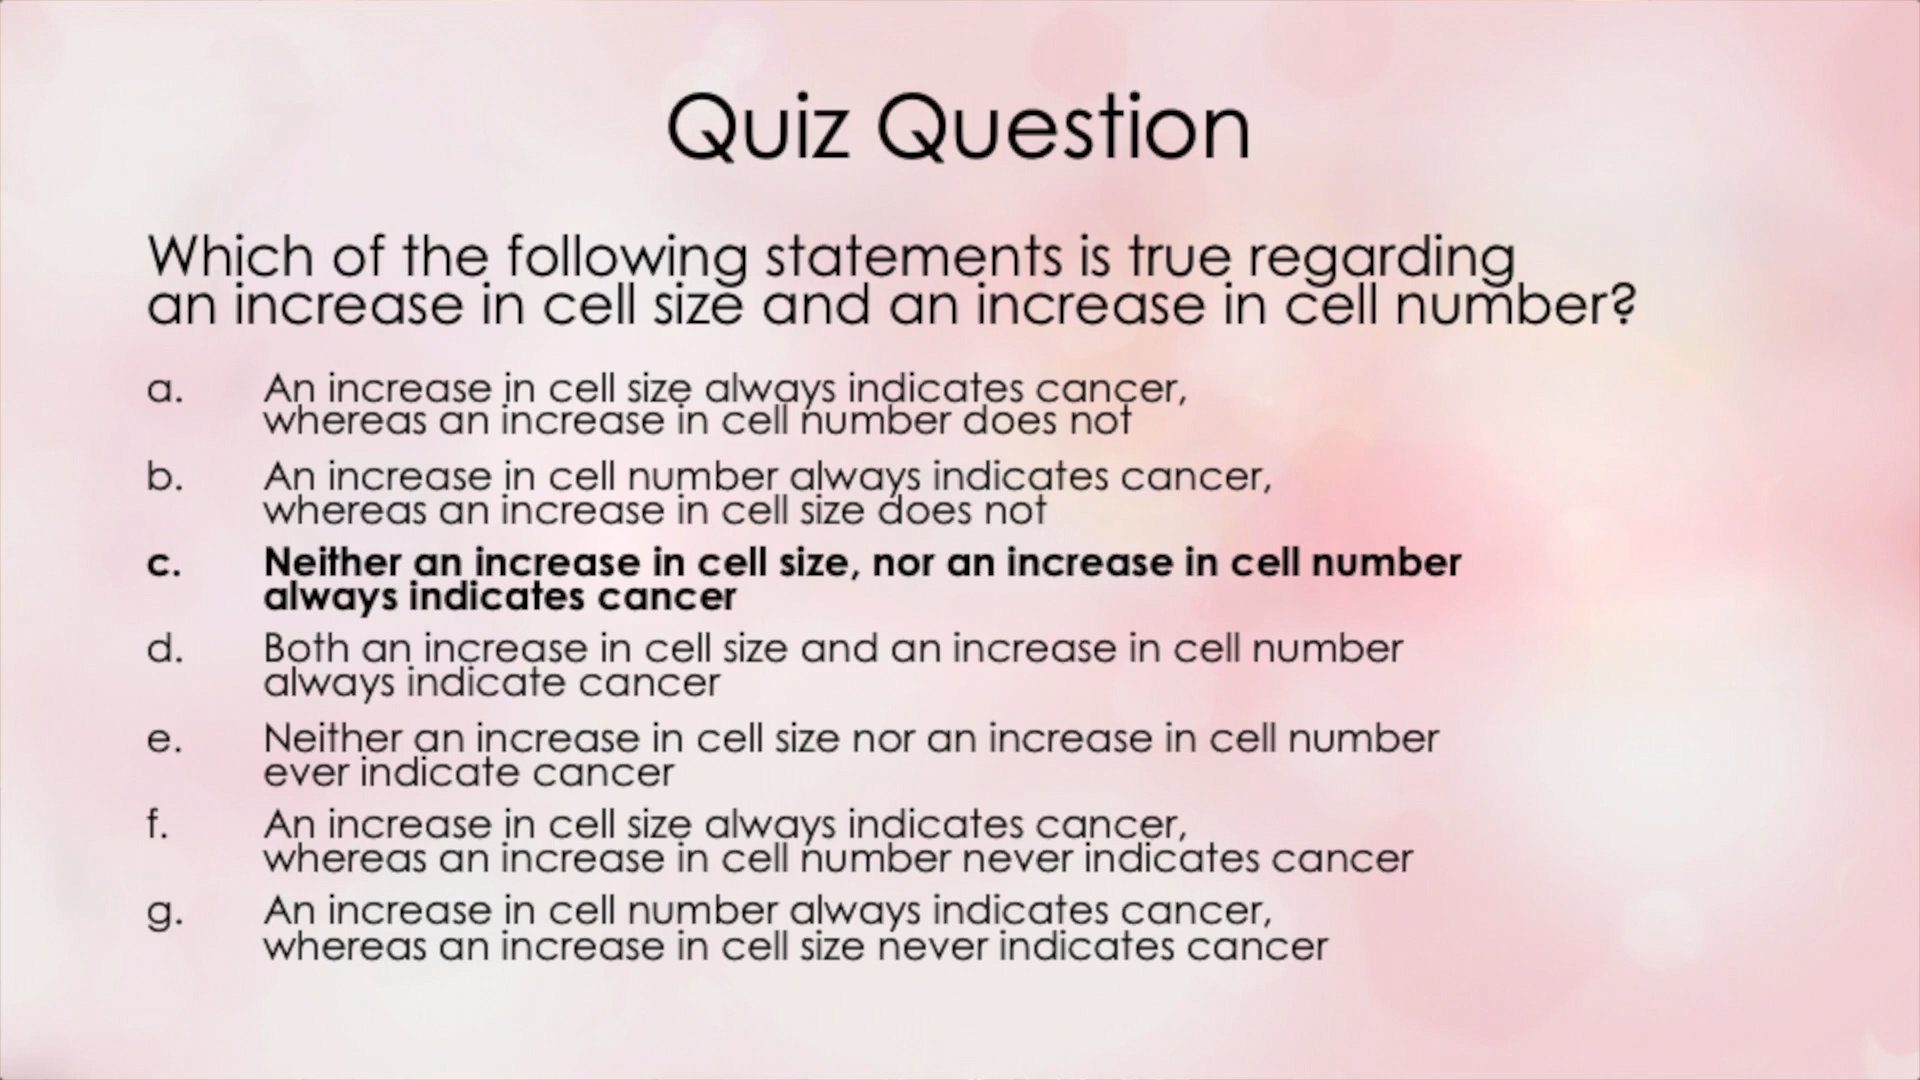 Quiz Question
Which of the following statements is true regarding
an increase in cell size and an increase in cell number?
a. An increase in cell size always indicates cancer,
whereas an increase in cell number does not
b. An increase in cell number always indicates cancer,
whereas an increase in cell size does not
c. Neither an increase in cell size, nor an increase in cell number
always indicates cancer
d. Both an increase in cell size and an increase in cell number
always indicate cancer
e. Neither an increase in cell size nor an increase in cell number
ever indicate cancer
f. An increase in cell size always indicates cancer,
whereas an increase in cell number never indicates cancer
g. An increase in cell number always indicates cancer,
whereas an increase in cell size never indicates cancer